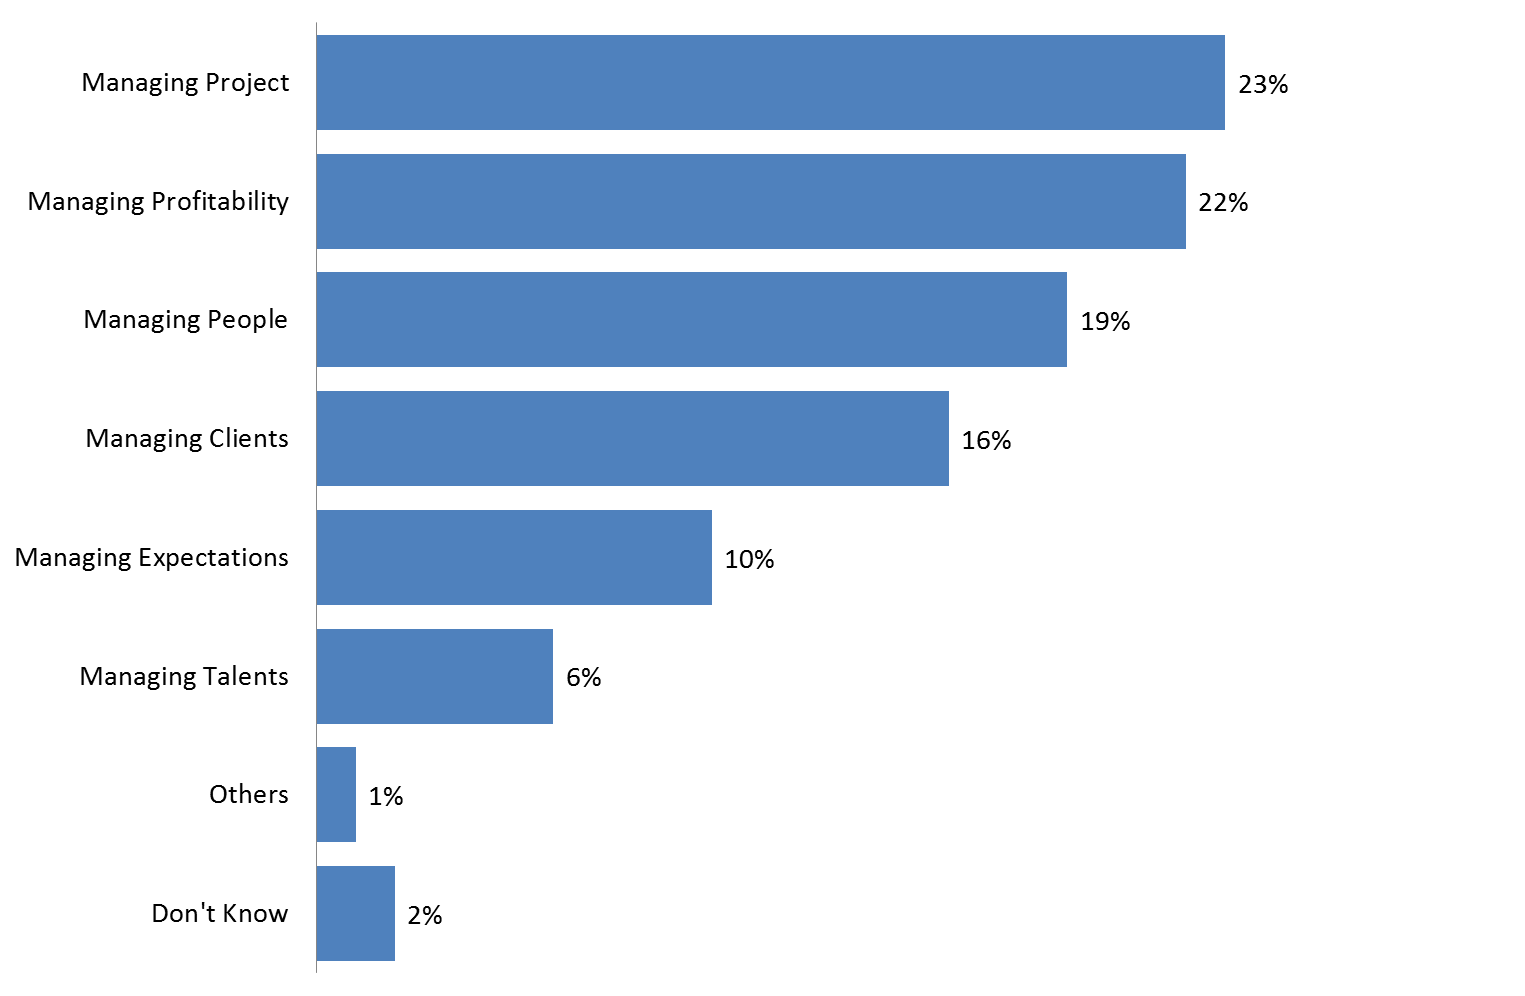 Managing Project 23%
Managing Profitability 22%
Managing People 19%
Managing Clients 16%
Managing Expectations 10%
Managing Talents 6%
Others 1%
Don't Know 2%